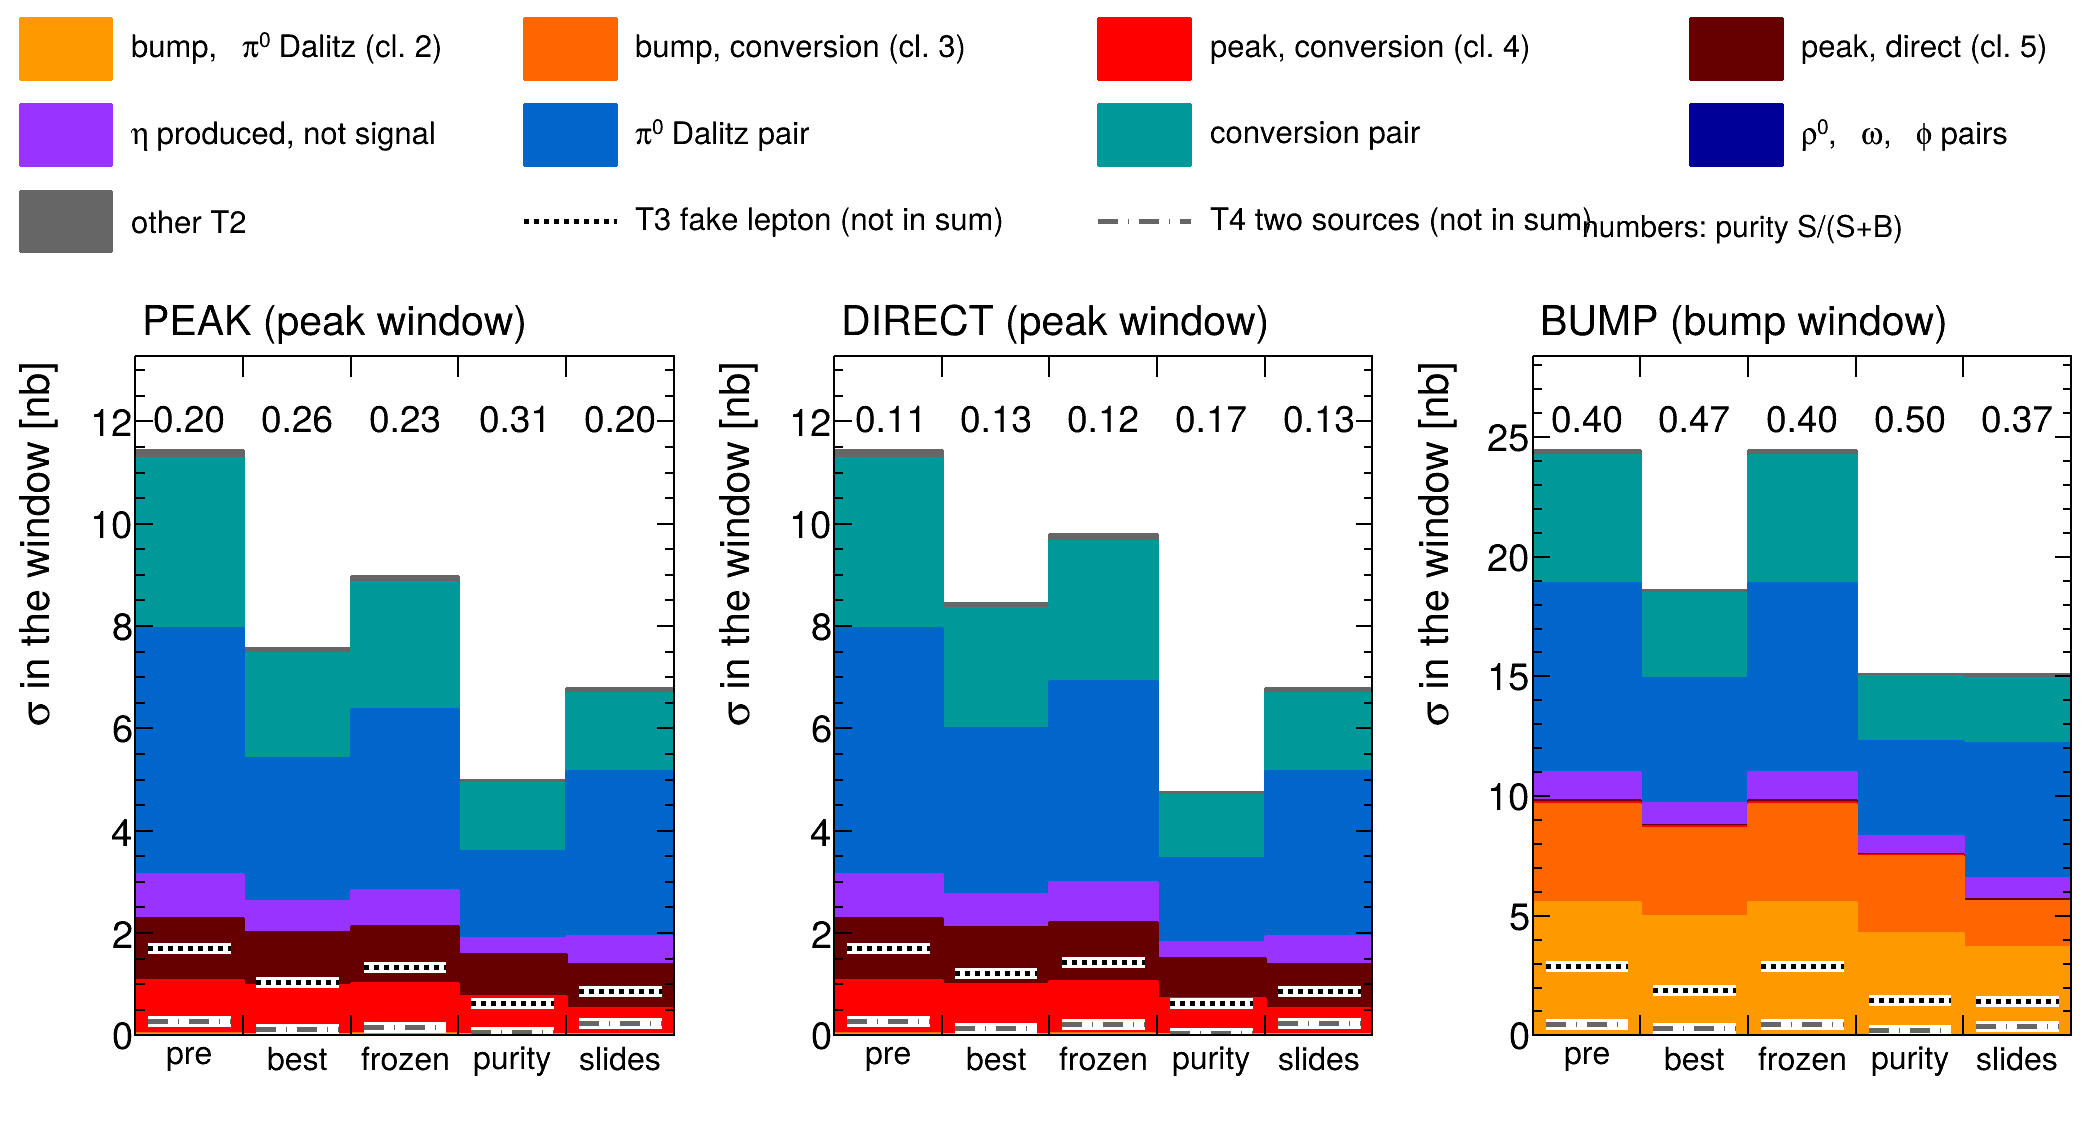 bump, π⁰ Dalitz (cl. 2)
bump, conversion (cl. 3)
peak, conversion (cl. 4)
peak, direct (cl. 5)
η produced, not signal
π⁰ Dalitz pair
conversion pair
ρ⁰, ω, ϕ pairs
other T2
T3 fake lepton (not in sum)
T4 two sources (not in sum)
numbers: purity S/(S+B)
PEAK (peak window)
σ in the window [nb]
12
10
8
6
4
2
0
0.20 0.26 0.23 0.31 0.20
pre best frozen purity slides
DIRECT (peak window)
σ in the window [nb]
12
10
8
6
4
2
0
0.11 0.13 0.12 0.17 0.13
pre best frozen purity slides
BUMP (bump window)
σ in the window [nb]
25
20
15
10
5
0
0.40 0.47 0.40 0.50 0.37
pre best frozen purity slides